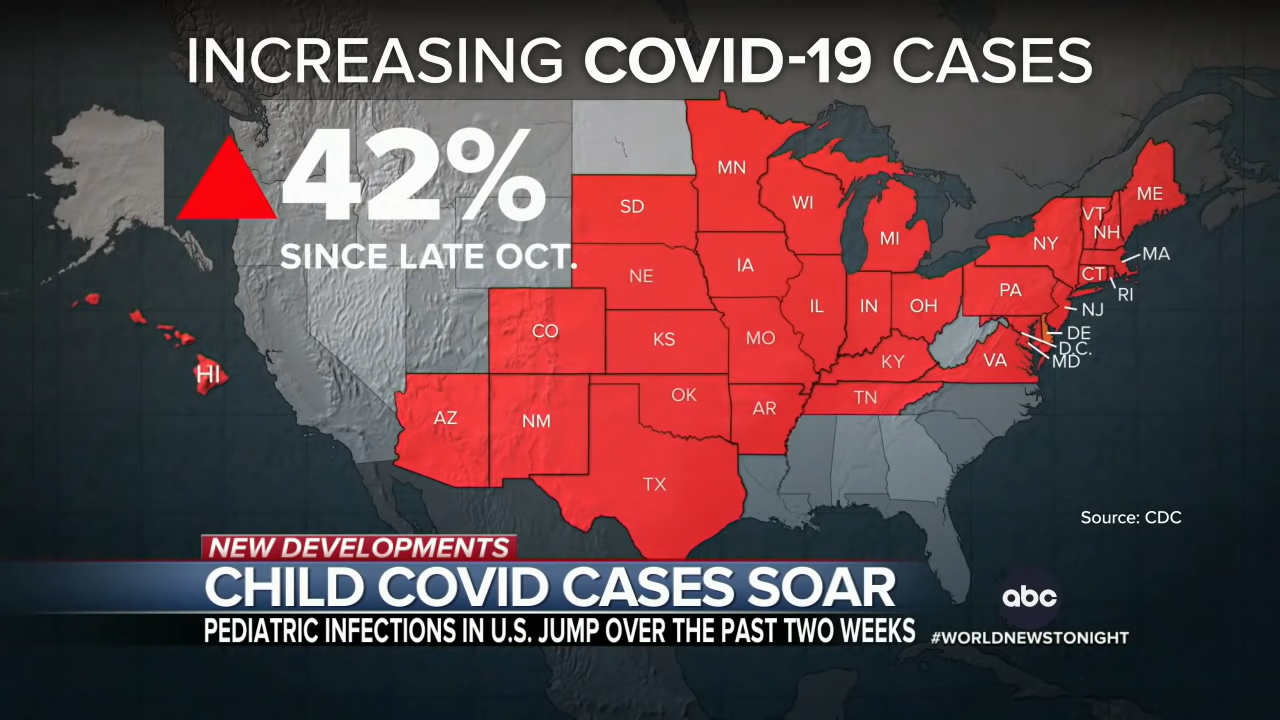 INCREASING COVID-19 CASES
42%
SINCE LATE OCT.
MN
ME
SD
WI
VT
NH
MI
NY
MA
IA
NE
CT
PA
RI
IL
IN
OH
NJ
CO
KS
MO
DE
D.C.
KY
VA
MD
HI
OK
TN
AZ
NM
AR
TX
Source: CDC
NEW DEVELOPMENTS
CHILD COVID CASES SOAR
PEDIATRIC INFECTIONS IN U.S. JUMP OVER THE PAST TWO WEEKS
abc
#WORLDNEWSTONIGHT